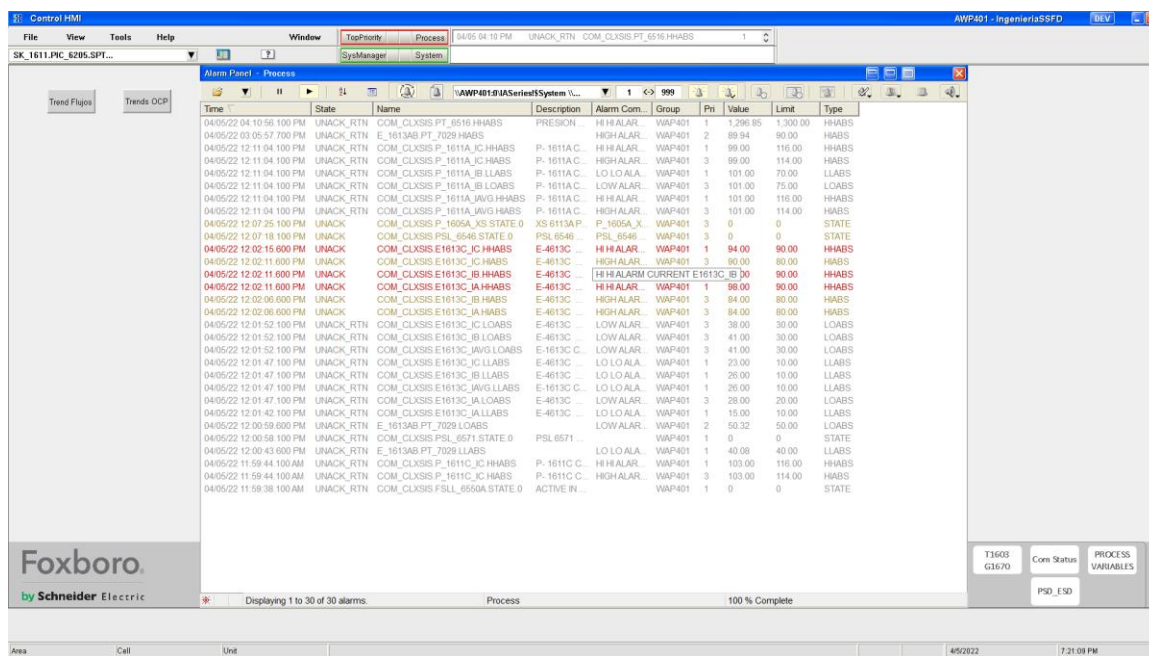 Control HMI AWP401 - IngenieriaSSFD DEV
File View Tools Help Window TopPriority Process 04/05 04:10 PM UNACK_RTN COM_CLXSIS.PT_6516.HHABS 1
SK_1611.PIC_6205.SPT... ? SysManager System
Alarm Panel - Process
Trend Flujos Trends OCP
\\AWP401:0\IASeries!$System \\... 1 <-> 999
Time State Name Description Alarm Com... Group Pri Value Limit Type
04/05/22 04:10:56.100 PM UNACK_RTN COM_CLXSIS.PT_6516.HHABS PRESION ... HI HI ALAR... WAP401 1 1,296.85 1,300.00 HHABS
04/05/22 03:05:57.700 PM UNACK_RTN E_1613AB.PT_7029.HIABS HIGH ALAR... WAP401 2 89.94 90.00 HIABS
04/05/22 12:11:04.100 PM UNACK_RTN COM_CLXSIS.P_1611A_IC.HHABS P- 1611A C... HI HI ALAR... WAP401 1 99.00 116.00 HHABS
04/05/22 12:11:04.100 PM UNACK_RTN COM_CLXSIS.P_1611A_IC.HIABS P- 1611A C... HIGH ALAR... WAP401 3 99.00 114.00 HIABS
04/05/22 12:11:04.100 PM UNACK_RTN COM_CLXSIS.P_1611A_IB.LLABS P- 1611A C... LO LO ALA... WAP401 1 101.00 70.00 LLABS
04/05/22 12:11:04.100 PM UNACK_RTN COM_CLXSIS.P_1611A_IB.LOABS P- 1611A C... LOW ALAR... WAP401 3 101.00 75.00 LOABS
04/05/22 12:11:04.100 PM UNACK_RTN COM_CLXSIS.P_1611A_IAVG.HHABS P- 1611A C... HI HI ALAR... WAP401 1 101.00 116.00 HHABS
04/05/22 12:11:04.100 PM UNACK_RTN COM_CLXSIS.P_1611A_IAVG.HIABS P- 1611A C... HIGH ALAR... WAP401 3 101.00 114.00 HIABS
04/05/22 12:07:25.100 PM UNACK COM_CLXSIS.P_1605A_XS.STATE.0 XS 6113A P... P_1605A_X... WAP401 3 0 0 STATE
04/05/22 12:07:18.100 PM UNACK COM_CLXSIS.PSL_6546.STATE.0 PSL 6546 ... PSL_6546 ... WAP401 3 0 0 STATE
04/05/22 12:02:15.600 PM UNACK COM_CLXSIS.E1613C_IC.HHABS E-4613C ... HI HI ALAR... WAP401 1 94.00 90.00 HHABS
04/05/22 12:02:11.600 PM UNACK COM_CLXSIS.E1613C_IC.HIABS E-4613C ... HIGH ALAR... WAP401 3 90.00 80.00 HIABS
04/05/22 12:02:11.600 PM UNACK COM_CLXSIS.E1613C_IB.HHABS E-4613C ... HI HI ALARM CURRENT E1613C_IB 90.00 HHABS
04/05/22 12:02:11.600 PM UNACK COM_CLXSIS.E1613C_IA.HHABS E-4613C ... HI HI ALAR... WAP401 1 98.00 90.00 HHABS
04/05/22 12:02:06.600 PM UNACK COM_CLXSIS.E1613C_IB.HIABS E-4613C ... HIGH ALAR... WAP401 3 84.00 80.00 HIABS
04/05/22 12:02:06.600 PM UNACK COM_CLXSIS.E1613C_IA.HIABS E-4613C ... HIGH ALAR... WAP401 3 84.00 80.00 HIABS
04/05/22 12:01:52.100 PM UNACK_RTN COM_CLXSIS.E1613C_IC.LOABS E-4613C ... LOW ALAR... WAP401 3 38.00 30.00 LOABS
04/05/22 12:01:52.100 PM UNACK_RTN COM_CLXSIS.E1613C_IB.LOABS E-4613C ... LOW ALAR... WAP401 3 41.00 30.00 LOABS
04/05/22 12:01:52.100 PM UNACK_RTN COM_CLXSIS.E1613C_IAVG.LOABS E-1613C C... LOW ALAR... WAP401 3 41.00 30.00 LOABS
04/05/22 12:01:47.100 PM UNACK_RTN COM_CLXSIS.E1613C_IC.LLABS E-4613C ... LO LO ALA... WAP401 1 23.00 10.00 LLABS
04/05/22 12:01:47.100 PM UNACK_RTN COM_CLXSIS.E1613C_IB.LLABS E-4613C ... LO LO ALA... WAP401 1 26.00 10.00 LLABS
04/05/22 12:01:47.100 PM UNACK_RTN COM_CLXSIS.E1613C_IAVG.LLABS E-1613C C... LO LO ALA... WAP401 1 26.00 10.00 LLABS
04/05/22 12:01:47.100 PM UNACK_RTN COM_CLXSIS.E1613C_IA.LOABS E-4613C ... LOW ALAR... WAP401 3 28.00 20.00 LOABS
04/05/22 12:01:42.100 PM UNACK_RTN COM_CLXSIS.E1613C_IA.LLABS E-4613C ... LO LO ALA... WAP401 1 15.00 10.00 LLABS
04/05/22 12:00:59.600 PM UNACK_RTN E_1613AB.PT_7029.LOABS LOW ALAR... WAP401 2 50.32 50.00 LOABS
04/05/22 12:00:58.100 PM UNACK_RTN COM_CLXSIS.PSL_6571.STATE.0 PSL 6571 ... WAP401 1 0 0 STATE
04/05/22 12:00:43.600 PM UNACK_RTN E_1613AB.PT_7029.LLABS LO LO ALA... WAP401 1 40.08 40.00 LLABS
04/05/22 11:59:44.100 AM UNACK_RTN COM_CLXSIS.P_1611C_IC.HHABS P- 1611C C... HI HI ALAR... WAP401 1 103.00 116.00 HHABS
04/05/22 11:59:44.100 AM UNACK_RTN COM_CLXSIS.P_1611C_IC.HIABS P- 1611C C... HIGH ALAR... WAP401 3 103.00 114.00 HIABS
04/05/22 11:59:38.100 AM UNACK_RTN COM_CLXSIS.FSLL_6550A.STATE.0 ACTIVE IN ... WAP401 1 0 0 STATE
Foxboro.
by Schneider Electric
T1603 G1670
Com Status
PROCESS VARIABLES
PSD_ESD
Displaying 1 to 30 of 30 alarms. Process 100 % Complete
Area Cell Unit 4/5/2022 7:21:09 PM